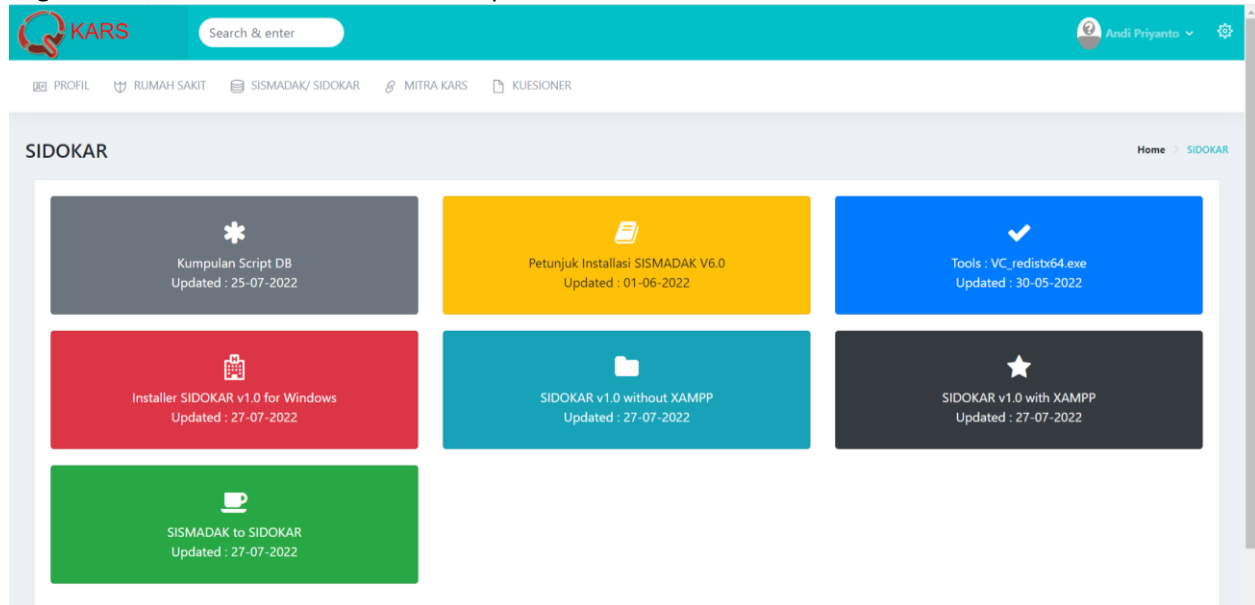 KARS
Search & enter
Andi Priyanto
PROFIL
RUMAH SAKIT
SISMADAK/ SIDOKAR
MITRA KARS
KUESIONER
SIDOKAR
Home
SIDOKAR
Kumpulan Script DB
Updated : 25-07-2022
Petunjuk Installasi SISMADAK V6.0
Updated : 01-06-2022
Tools : VC_redistx64.exe
Updated : 30-05-2022
Installer SIDOKAR v1.0 for Windows
Updated : 27-07-2022
SIDOKAR v1.0 without XAMPP
Updated : 27-07-2022
SIDOKAR v1.0 with XAMPP
Updated : 27-07-2022
SISMADAK to SIDOKAR
Updated : 27-07-2022